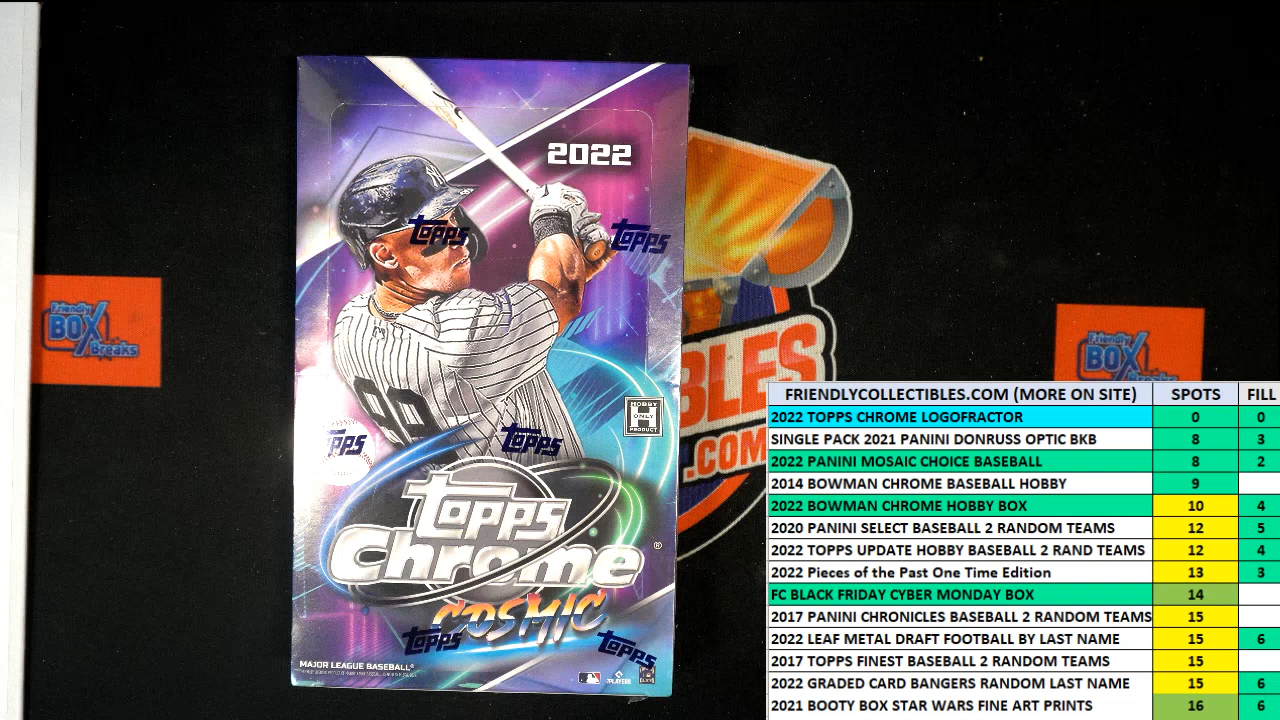 2022
Topps
Topps
99
Topps
HOBBY
ONLY
H
PRODUCT
Topps
Chrome
®
COSMIC
Topps
Topps
MAJOR LEAGUE BASEBALL®
Friendly
BOX
Breaks
Friendly
BOX
BLES
.COM
FRIENDLYCOLLECTIBLES.COM (MORE ON SITE) SPOTS FILL
2022 TOPPS CHROME LOGOFRACTOR 0 0
SINGLE PACK 2021 PANINI DONRUSS OPTIC BKB 8 3
2022 PANINI MOSAIC CHOICE BASEBALL 8 2
2014 BOWMAN CHROME BASEBALL HOBBY 9
2022 BOWMAN CHROME HOBBY BOX 10 4
2020 PANINI SELECT BASEBALL 2 RANDOM TEAMS 12 5
2022 TOPPS UPDATE HOBBY BASEBALL 2 RAND TEAMS 12 4
2022 Pieces of the Past One Time Edition 13 3
FC BLACK FRIDAY CYBER MONDAY BOX 14
2017 PANINI CHRONICLES BASEBALL 2 RANDOM TEAMS 15
2022 LEAF METAL DRAFT FOOTBALL BY LAST NAME 15 6
2017 TOPPS FINEST BASEBALL 2 RANDOM TEAMS 15
2022 GRADED CARD BANGERS RANDOM LAST NAME 15 6
2021 BOOTY BOX STAR WARS FINE ART PRINTS 16 6